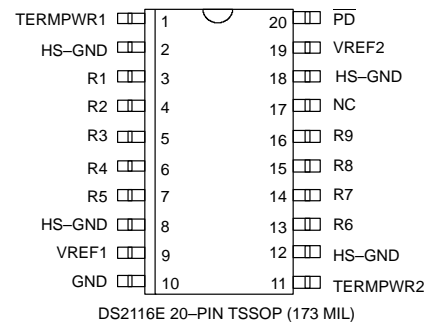 TERMPWR1 1 20 PD
HS–GND 2 19 VREF2
R1 3 18 HS–GND
R2 4 17 NC
R3 5 16 R9
R4 6 15 R8
R5 7 14 R7
HS–GND 8 13 R6
VREF1 9 12 HS–GND
GND 10 11 TERMPWR2
DS2116E 20–PIN TSSOP (173 MIL)